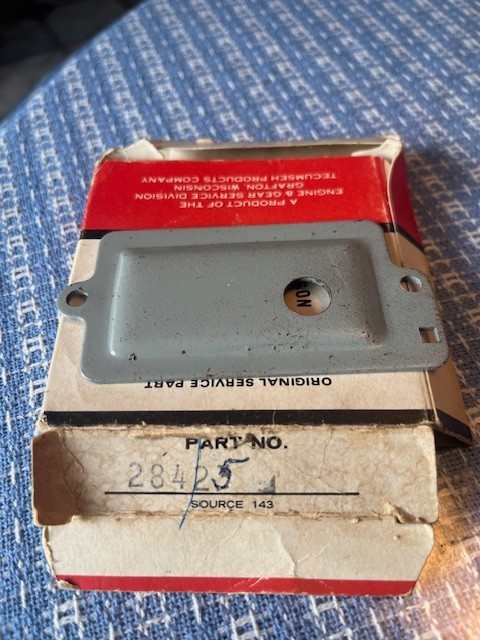 A PRODUCT OF THE
ENGINE & GEAR SERVICE DIVISION
GRAFTON, WISCONSIN
TECUMSEH PRODUCTS COMPANY
SON
ORIGINAL SERVICE PART
PART NO.
28425
SOURCE 143